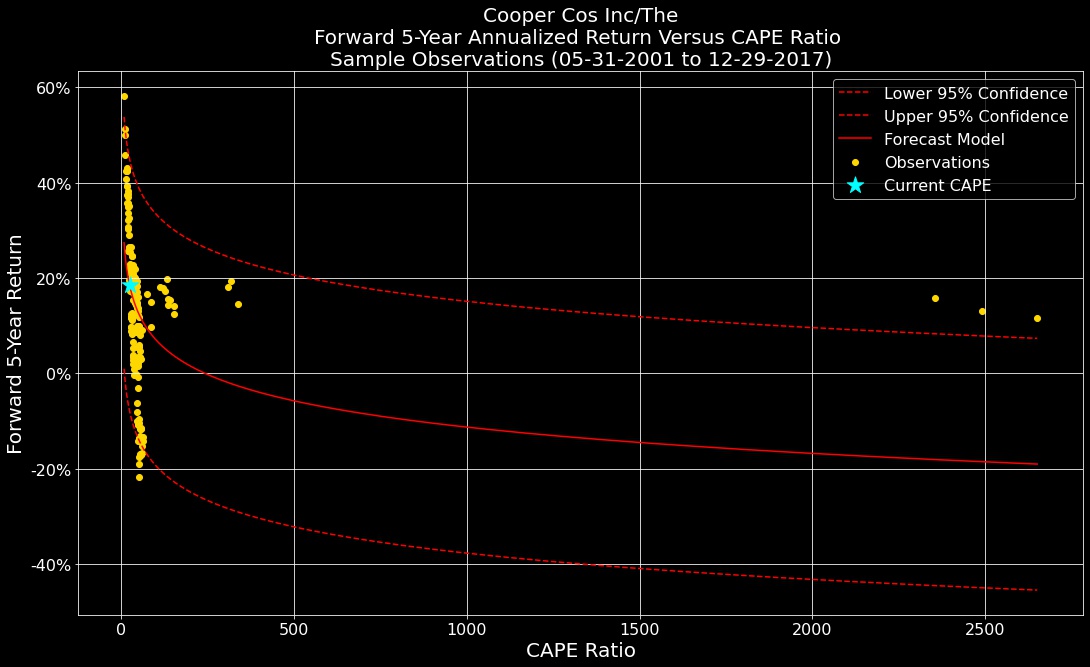 Cooper Cos Inc/The
Forward 5-Year Annualized Return Versus CAPE Ratio
Sample Observations (05-31-2001 to 12-29-2017)
Lower 95% Confidence
Upper 95% Confidence
Forecast Model
Observations
Current CAPE
Forward 5-Year Return
60%
40%
20%
0%
-20%
-40%
0 500 1000 1500 2000 2500
CAPE Ratio